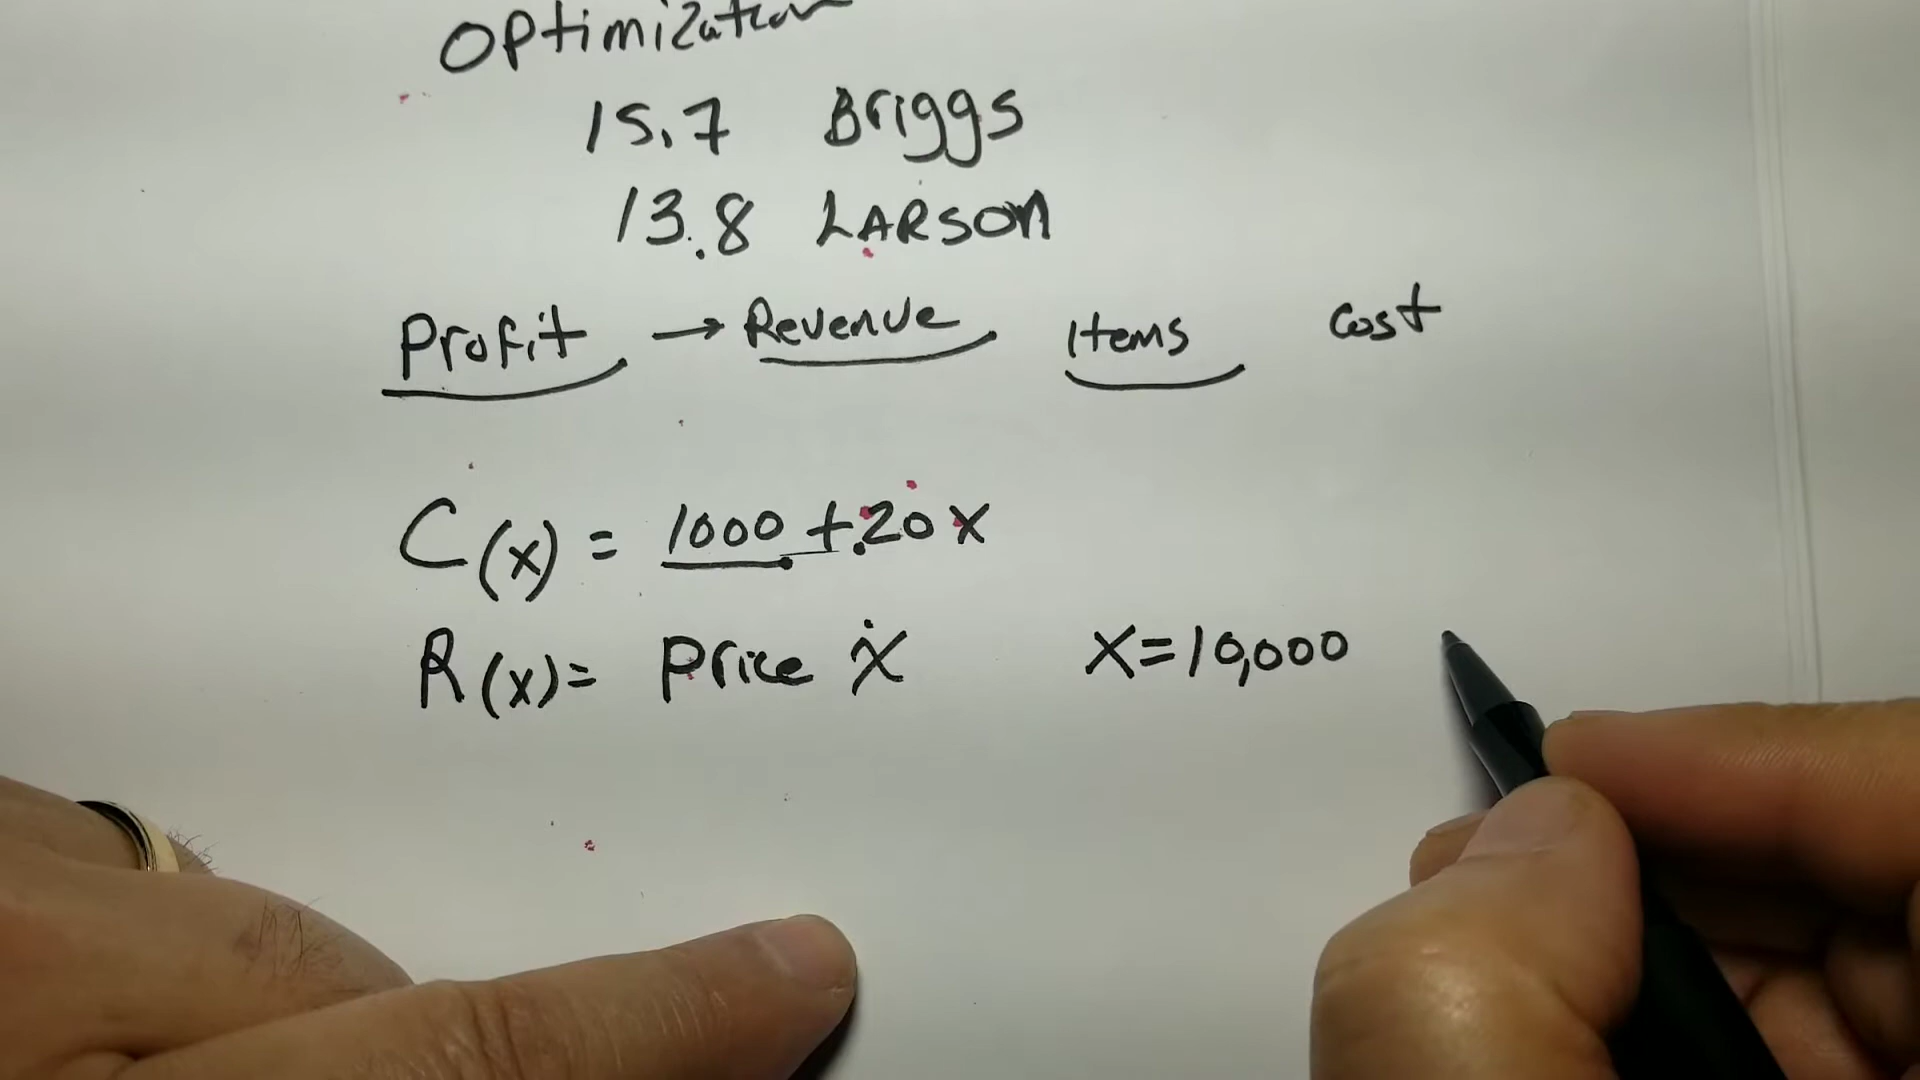 Optimization
15.7 Briggs
13.8 LARSON
Profit → Revenue Items Cost
C(x) = 1000 + .20x
R(x) = Price x x = 10,000